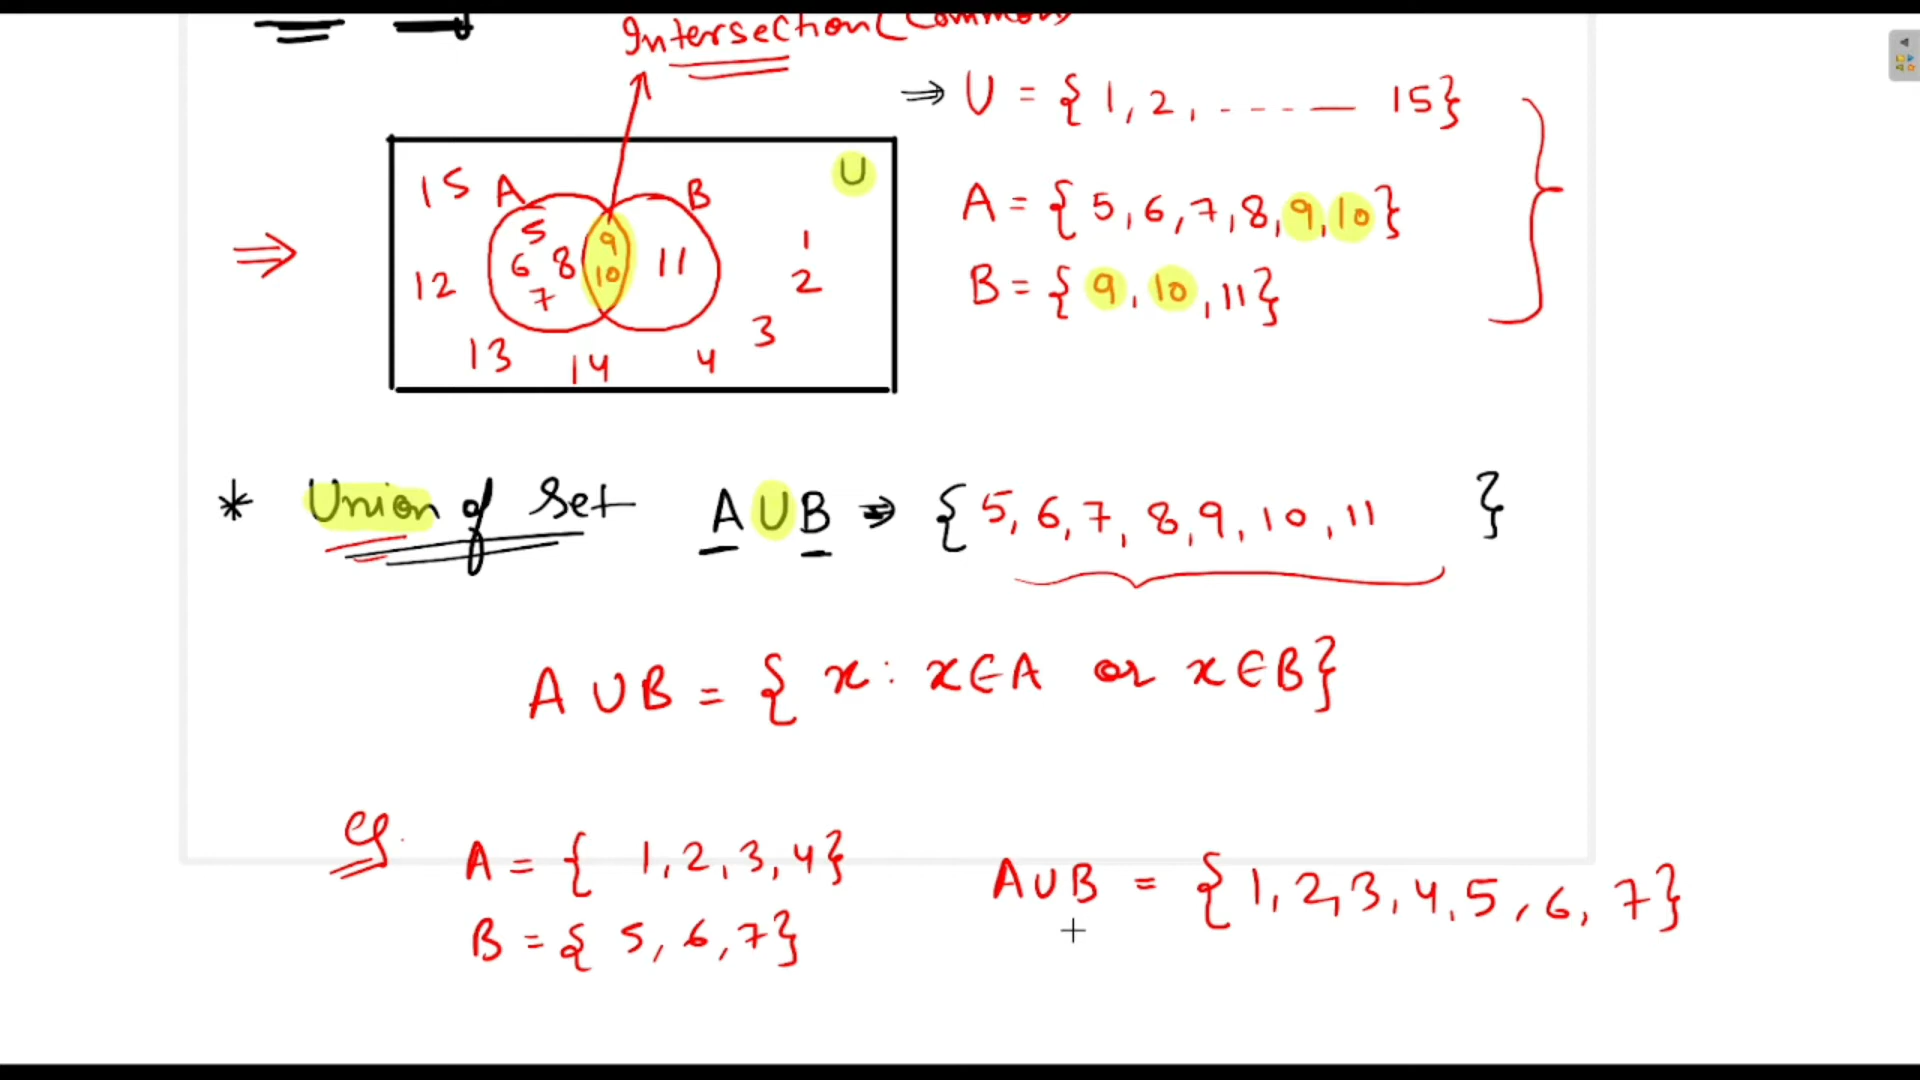 Intersection (Common)
⇒ U = { 1, 2, ------ 15}
A = { 5, 6, 7, 8, 9, 10 }
B = { 9, 10, 11}
⇒
15 A B U
5
6 8 9 11 1
7 10 2
12
13 14 4 3
* Union of Set A U B ⇒ { 5, 6, 7, 8, 9, 10, 11 }
A ∪ B = { x : x ∈ A or x ∈ B}
eg. A = { 1, 2, 3, 4}
B = { 5, 6, 7}
A ∪ B = { 1, 2, 3, 4, 5, 6, 7}